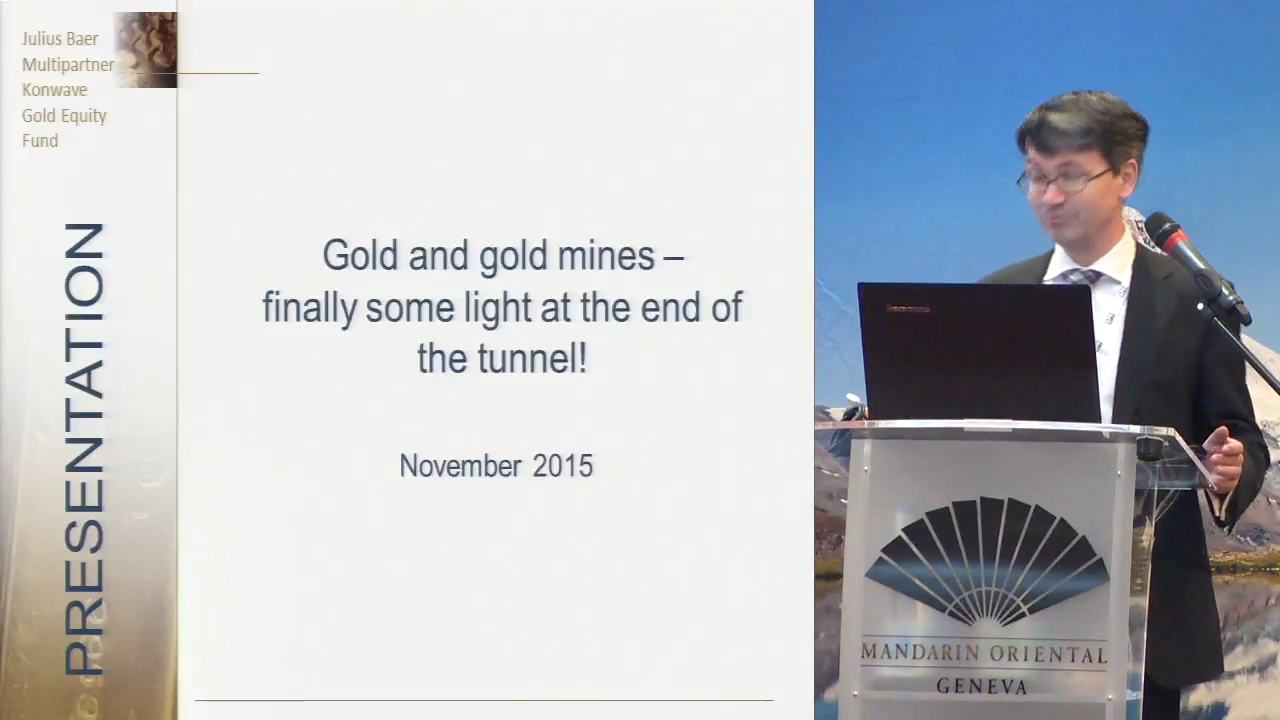 Julius Baer
Multipartner
Konwave
Gold Equity
Fund
PRESENTATION
Gold and gold mines –
finally some light at the end of
the tunnel!
November 2015
lenovo
MANDARIN ORIENTAL
GENEVA